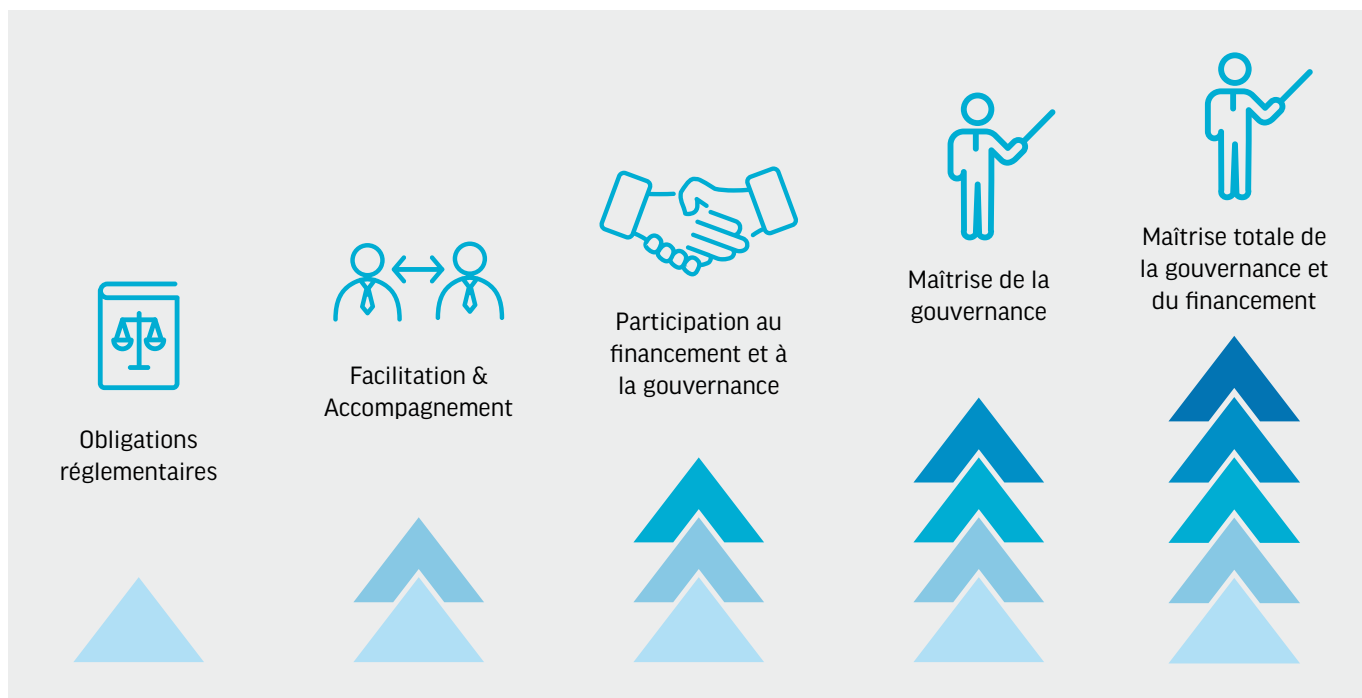 Obligations
réglementaires
Facilitation &
Accompagnement
Participation au
financement et à
la gouvernance
Maîtrise de la
gouvernance
Maîtrise totale de
la gouvernance et
du financement